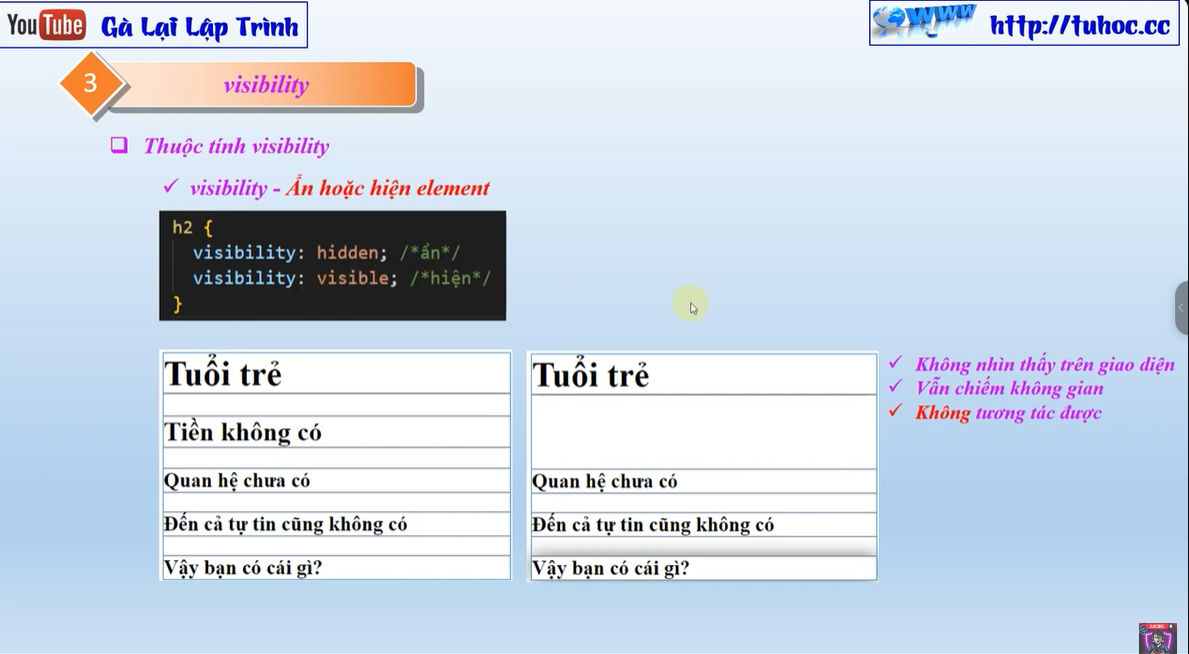 YouTube Gà Lại Lập Trình
WWW http://tuhoc.cc
3 visibility
Thuộc tính visibility
visibility - Ẩn hoặc hiện element
h2 {
visibility: hidden; /*ẩn*/
visibility: visible; /*hiện*/
}
Tuổi trẻ
Tiền không có
Quan hệ chưa có
Đến cả tự tin cũng không có
Vậy bạn có cái gì?
Tuổi trẻ
Quan hệ chưa có
Đến cả tự tin cũng không có
Vậy bạn có cái gì?
Không nhìn thấy trên giao diện
Vẫn chiếm không gian
Không tương tác được